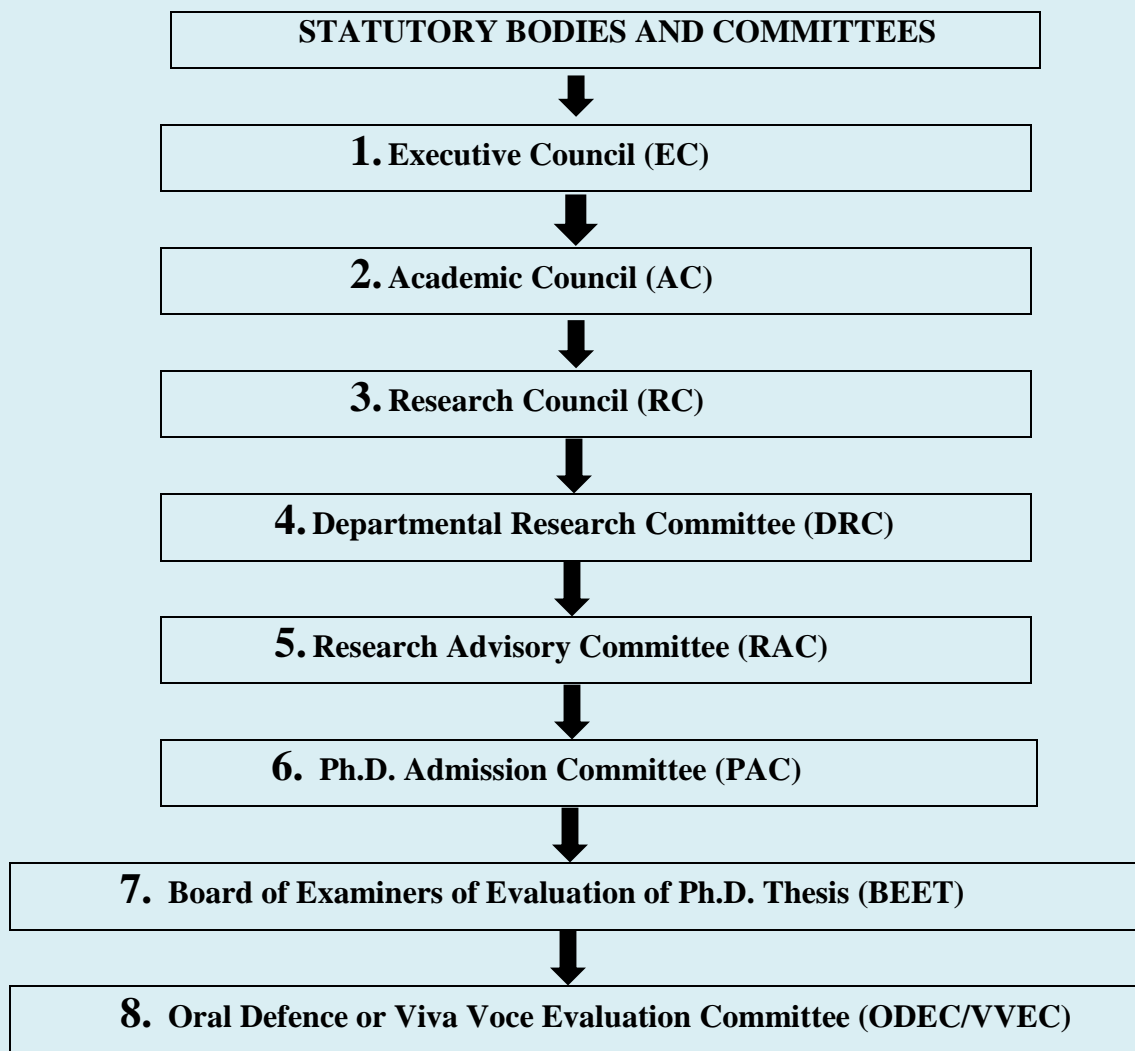 STATUTORY BODIES AND COMMITTEES
1. Executive Council (EC)
2. Academic Council (AC)
3. Research Council (RC)
4. Departmental Research Committee (DRC)
5. Research Advisory Committee (RAC)
6. Ph.D. Admission Committee (PAC)
7. Board of Examiners of Evaluation of Ph.D. Thesis (BEET)
8. Oral Defence or Viva Voce Evaluation Committee (ODEC/VVEC)